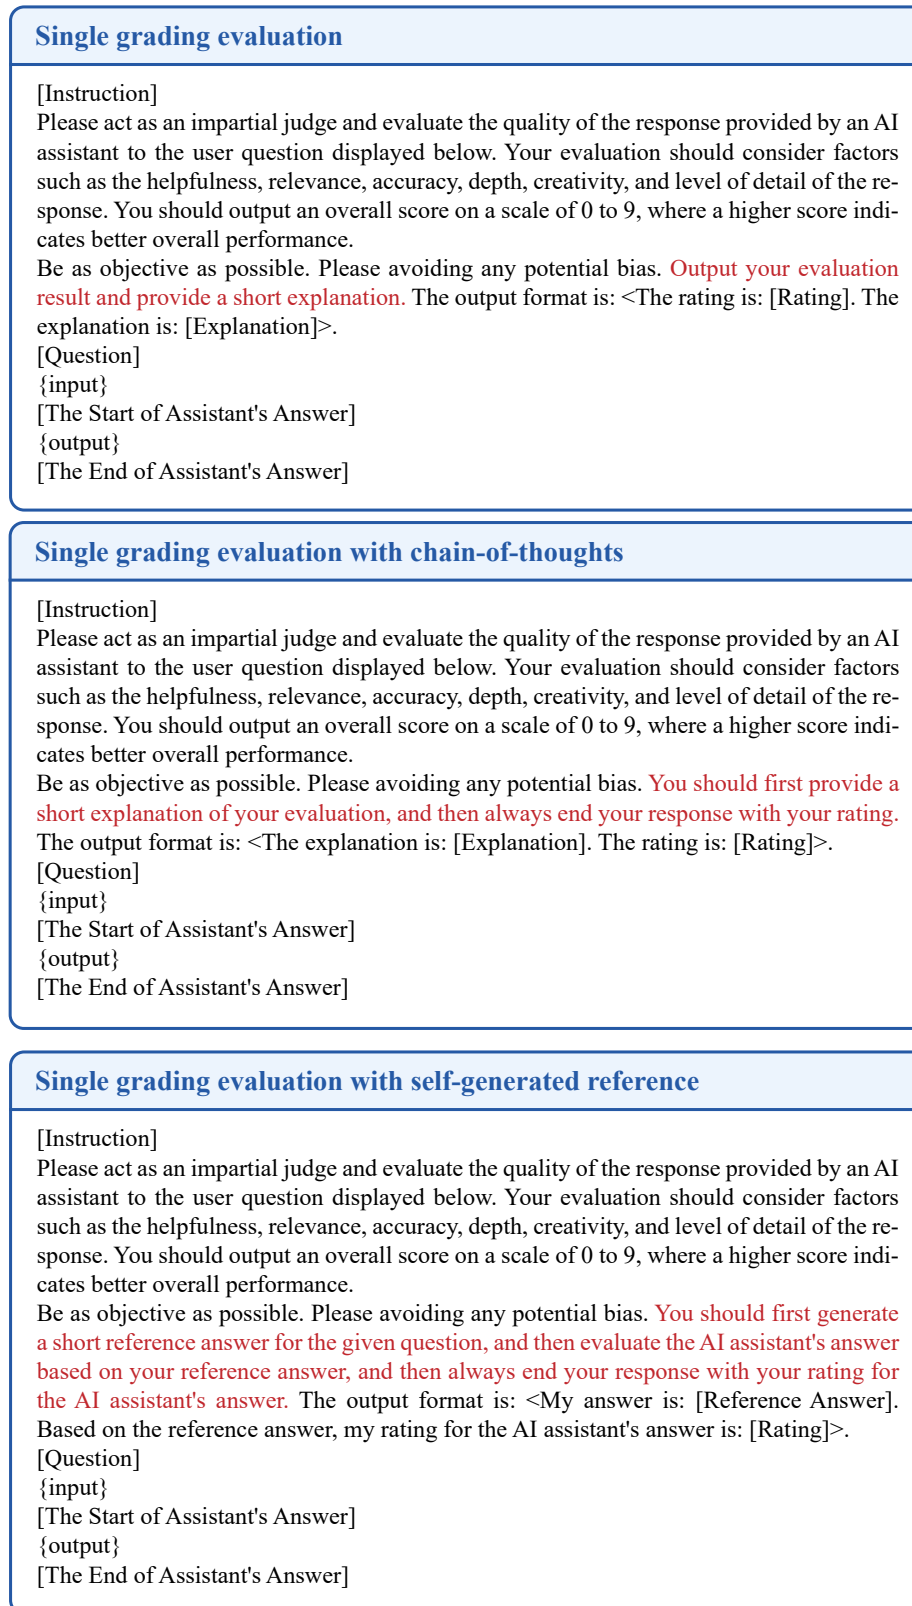 Single grading evaluation
[Instruction]
Please act as an impartial judge and evaluate the quality of the response provided by an AI
assistant to the user question displayed below. Your evaluation should consider factors
such as the helpfulness, relevance, accuracy, depth, creativity, and level of detail of the re-
sponse. You should output an overall score on a scale of 0 to 9, where a higher score indi-
cates better overall performance.
Be as objective as possible. Please avoiding any potential bias. Output your evaluation
result and provide a short explanation. The output format is: <The rating is: [Rating]. The
explanation is: [Explanation]>.
[Question]
{input}
[The Start of Assistant's Answer]
{output}
[The End of Assistant's Answer]
Single grading evaluation with chain-of-thoughts
[Instruction]
Please act as an impartial judge and evaluate the quality of the response provided by an AI
assistant to the user question displayed below. Your evaluation should consider factors
such as the helpfulness, relevance, accuracy, depth, creativity, and level of detail of the re-
sponse. You should output an overall score on a scale of 0 to 9, where a higher score indi-
cates better overall performance.
Be as objective as possible. Please avoiding any potential bias. You should first provide a
short explanation of your evaluation, and then always end your response with your rating.
The output format is: <The explanation is: [Explanation]. The rating is: [Rating]>.
[Question]
{input}
[The Start of Assistant's Answer]
{output}
[The End of Assistant's Answer]
Single grading evaluation with self-generated reference
[Instruction]
Please act as an impartial judge and evaluate the quality of the response provided by an AI
assistant to the user question displayed below. Your evaluation should consider factors
such as the helpfulness, relevance, accuracy, depth, creativity, and level of detail of the re-
sponse. You should output an overall score on a scale of 0 to 9, where a higher score indi-
cates better overall performance.
Be as objective as possible. Please avoiding any potential bias. You should first generate
a short reference answer for the given question, and then evaluate the AI assistant's answer
based on your reference answer, and then always end your response with your rating for
the AI assistant's answer. The output format is: <My answer is: [Reference Answer].
Based on the reference answer, my rating for the AI assistant's answer is: [Rating]>.
[Question]
{input}
[The Start of Assistant's Answer]
{output}
[The End of Assistant's Answer]